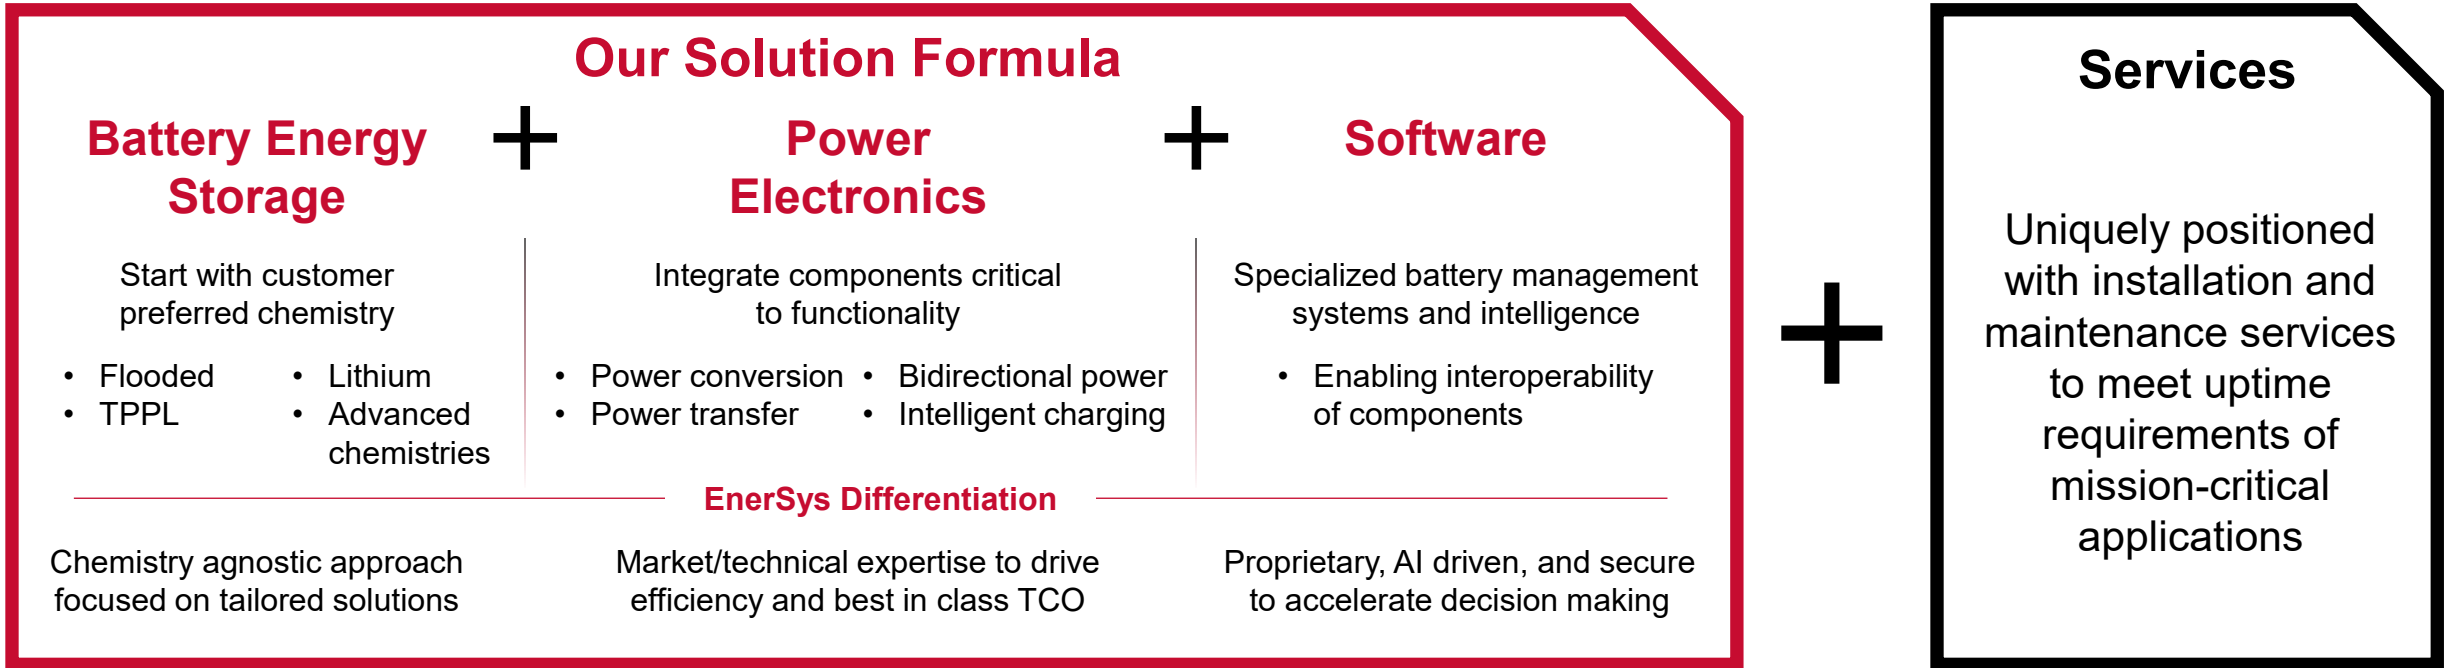 Our Solution Formula
Battery Energy
Storage
+
Power
Electronics
+
Software
Start with customer
preferred chemistry
• Flooded
• TPPL
• Lithium
• Advanced
chemistries
Integrate components critical
to functionality
• Power conversion
• Power transfer
• Bidirectional power
• Intelligent charging
Specialized battery management
systems and intelligence
• Enabling interoperability
of components
EnerSys Differentiation
Chemistry agnostic approach
focused on tailored solutions
Market/technical expertise to drive
efficiency and best in class TCO
Proprietary, AI driven, and secure
to accelerate decision making
+
Services
Uniquely positioned
with installation and
maintenance services
to meet uptime
requirements of
mission-critical
applications